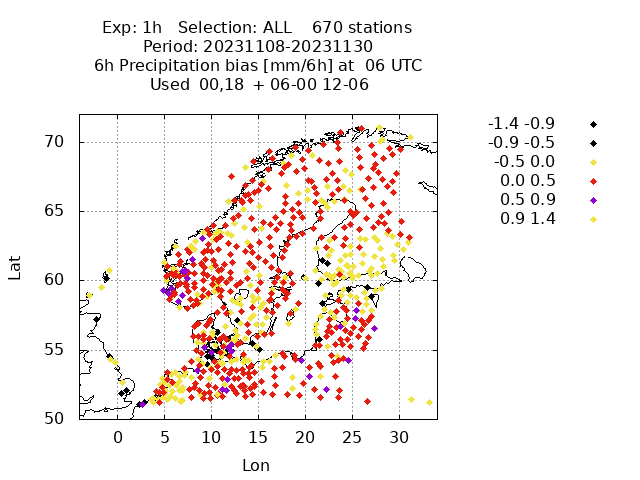 Exp: 1h   Selection: ALL    670 stations
Period: 20231108-20231130
6h Precipitation bias [mm/6h] at  06 UTC
Used 00,18  + 06-00 12-06
-1.4 -0.9
-0.9 -0.5
-0.5 0.0
0.0 0.5
0.5 0.9
0.9 1.4
70
65
60
55
50
Lat
0 5 10 15 20 25 30
Lon